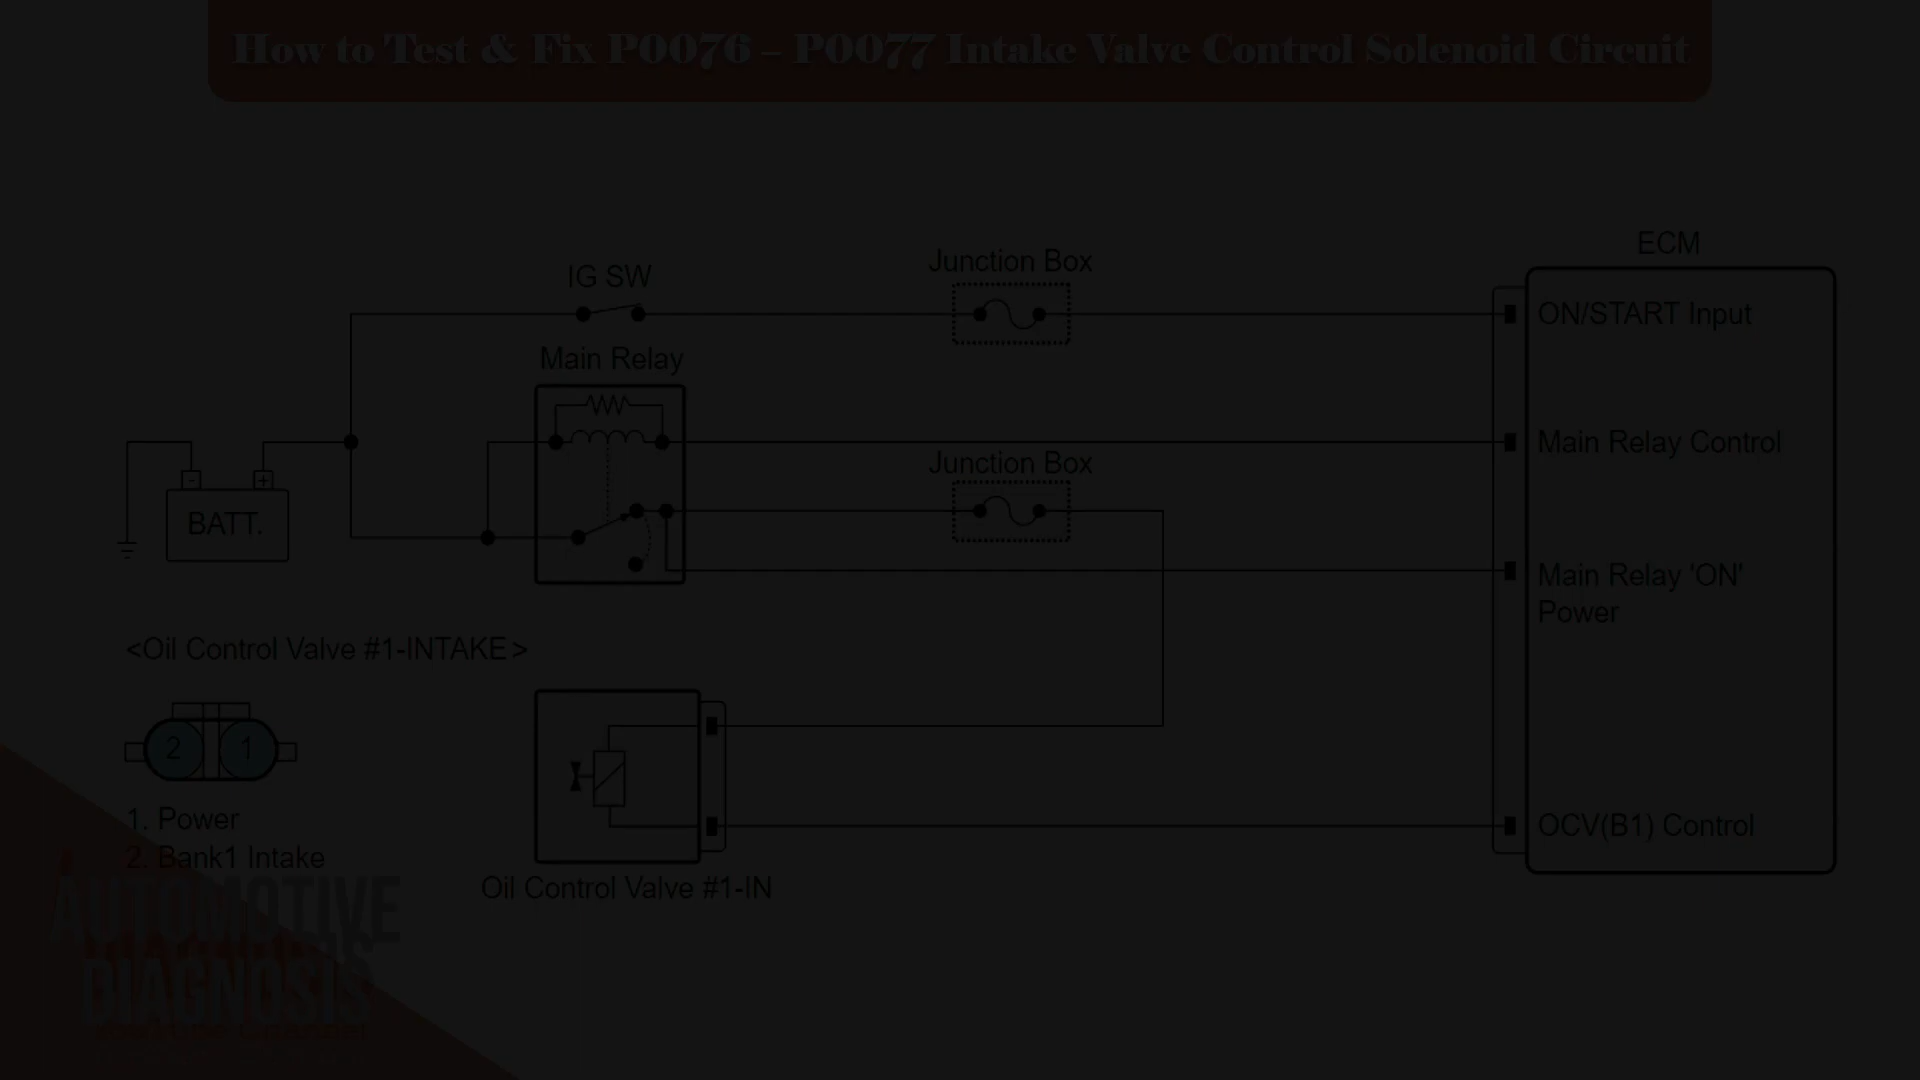 How to Test & Fix P0076 – P0077 Intake Valve Control Solenoid Circuit
ECM
Junction Box
IG SW
ON/START Input
Main Relay
Main Relay Control
Junction Box
- +
BATT.
Main Relay 'ON'
Power
<Oil Control Valve #1-INTAKE>
2 1
1. Power
2. Bank1 Intake
OCV(B1) Control
Oil Control Valve #1-IN
AUTOMOTIVE
DIAGNOSIS